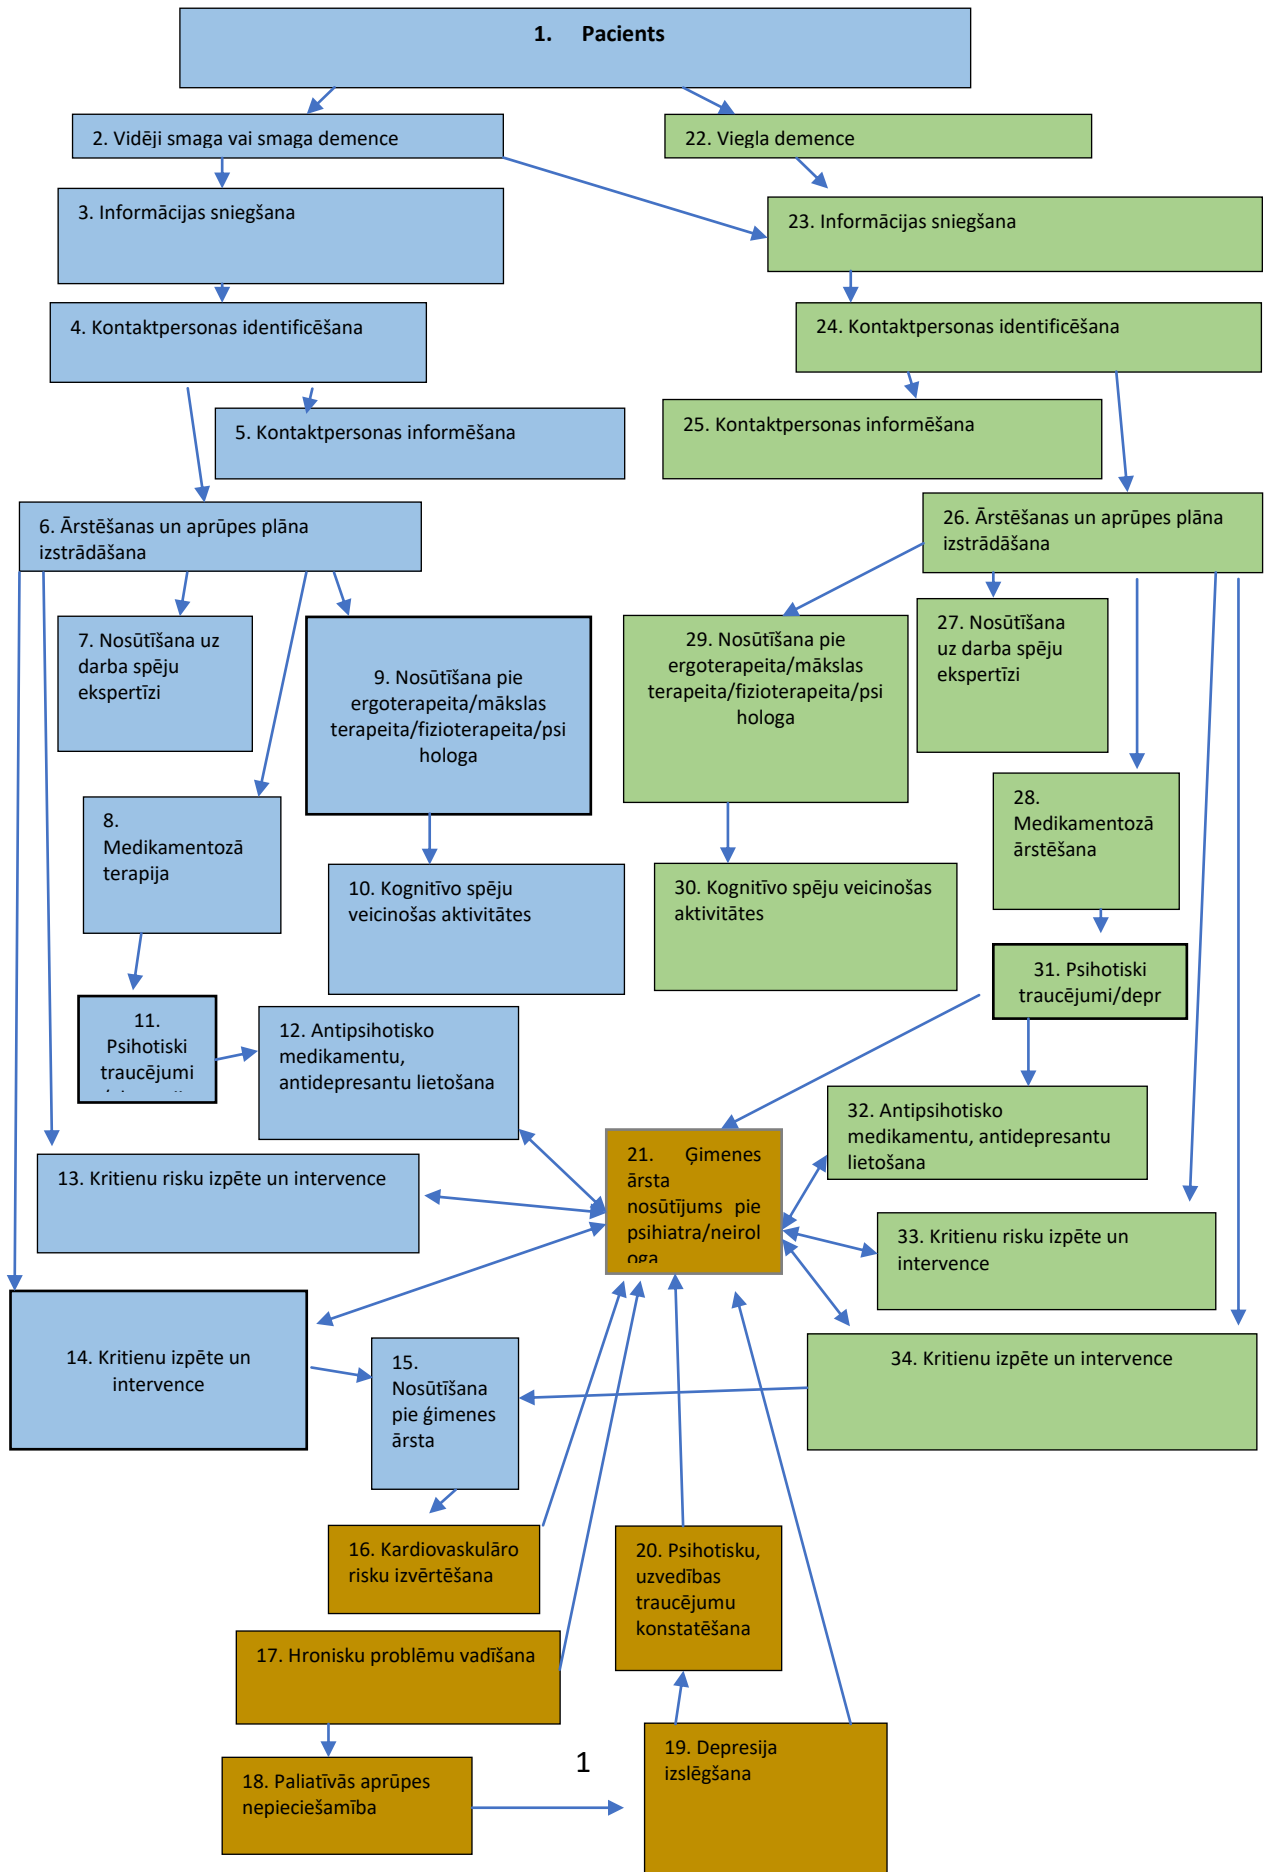 1. Pacients
2. Vidēji smaga vai smaga demence
22. Viegla demence
3. Informācijas sniegšana
23. Informācijas sniegšana
4. Kontaktpersonas identificēšana
24. Kontaktpersonas identificēšana
5. Kontaktpersonas informēšana
25. Kontaktpersonas informēšana
6. Ārstēšanas un aprūpes plāna
izstrādāšana
26. Ārstēšanas un aprūpes plāna
izstrādāšana
7. Nosūtīšana uz
darba spēju
ekspertīzi
9. Nosūtīšana pie
ergoterapeita/mākslas
terapeita/fizioterapeita/psi
hologa
29. Nosūtīšana pie
ergoterapeita/mākslas
terapeita/fizioterapeita/psi
hologa
27. Nosūtīšana
uz darba spēju
ekspertīzi
8.
Medikamentozā
terapija
28.
Medikamentozā
ārstēšana
10. Kognitīvo spēju
veicinošas aktivitātes
30. Kognitīvo spēju veicinošas
aktivitātes
31. Psihotiski
traucējumi/depr
11.
Psihotiski
traucējumi
12. Antipsihotisko
medikamentu,
antidepresantu lietošana
32. Antipsihotisko
medikamentu, antidepresantu
lietošana
13. Kritienu risku izpēte un intervence
21. Ģimenes
ārsta
nosūtījums pie
psihiatra/neirol
oga
33. Kritienu risku izpēte un
intervence
14. Kritienu izpēte un
intervence
15.
Nosūtīšana
pie ģimenes
ārsta
34. Kritienu izpēte un intervence
16. Kardiovaskulāro
risku izvērtēšana
20. Psihotisku,
uzvedības
traucējumu
konstatēšana
17. Hronisku problēmu vadīšana
18. Paliatīvās aprūpes
nepieciešamība
1
19. Depresija
izslēgšana